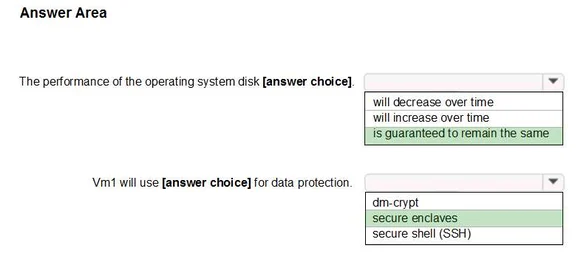 Answer Area
The performance of the operating system disk [answer choice].
will decrease over time
will increase over time
is guaranteed to remain the same
Vm1 will use [answer choice] for data protection.
dm-crypt
secure enclaves
secure shell (SSH)